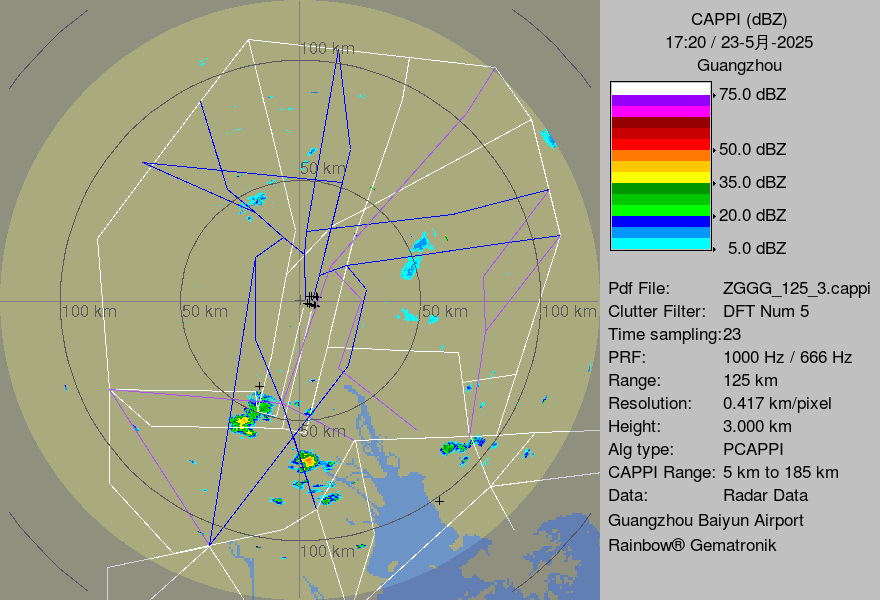 CAPPI (dBZ)
17:20 / 23-5月-2025
Guangzhou
75.0 dBZ
50.0 dBZ
35.0 dBZ
20.0 dBZ
5.0 dBZ
Pdf File: ZGGG_125_3.cappi
Clutter Filter: DFT Num 5
Time sampling:23
PRF: 1000 Hz / 666 Hz
Range: 125 km
Resolution: 0.417 km/pixel
Height: 3.000 km
Alg type: PCAPPI
CAPPI Range: 5 km to 185 km
Data: Radar Data
Guangzhou Baiyun Airport
Rainbow® Gematronik
100 km
50 km
100 km 50 km 50 km 100 km
50 km
100 km